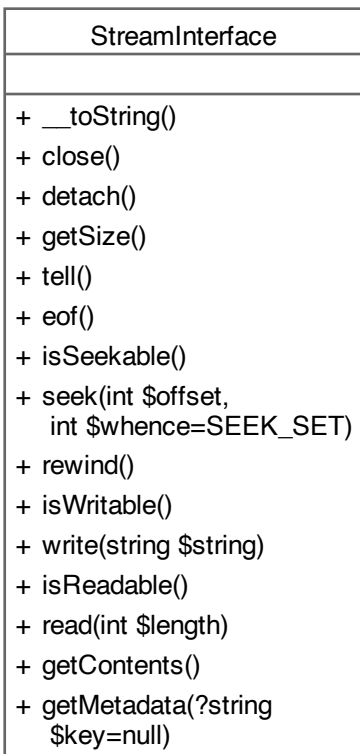 StreamInterface
+ __toString()
+ close()
+ detach()
+ getSize()
+ tell()
+ eof()
+ isSeekable()
+ seek(int $offset,
int $whence=SEEK_SET)
+ rewind()
+ isWritable()
+ write(string $string)
+ isReadable()
+ read(int $length)
+ getContents()
+ getMetadata(?string
$key=null)